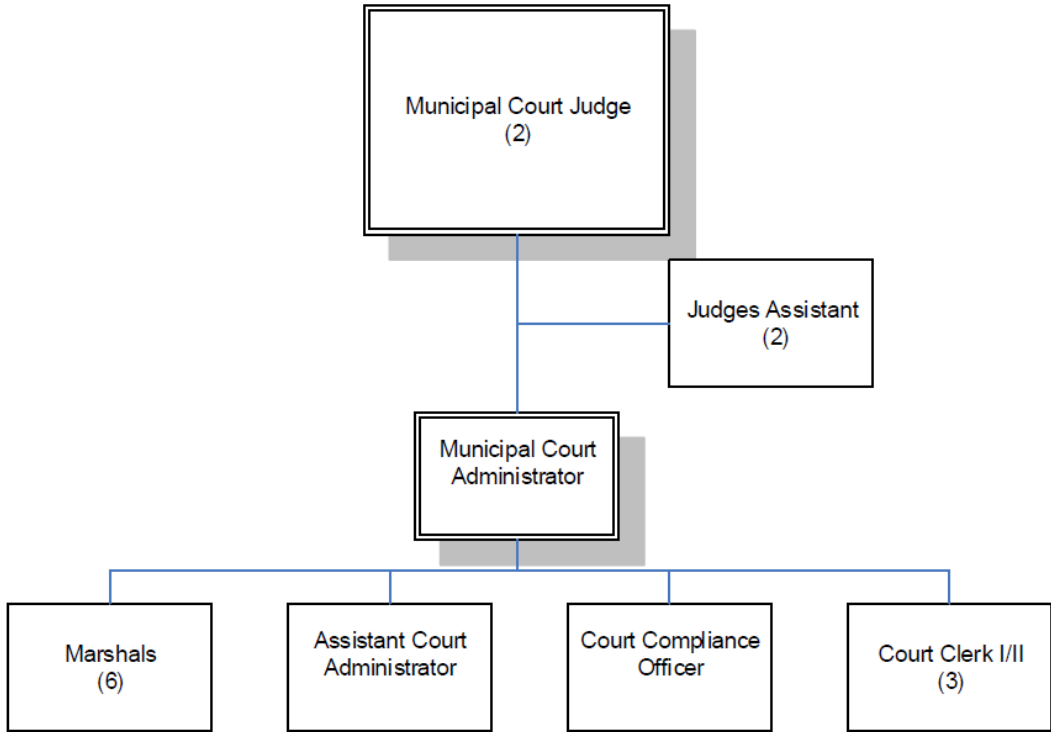 Municipal Court Judge
(2)
Judges Assistant
(2)
Municipal Court
Administrator
Marshals
(6)
Assistant Court
Administrator
Court Compliance
Officer
Court Clerk I/II
(3)